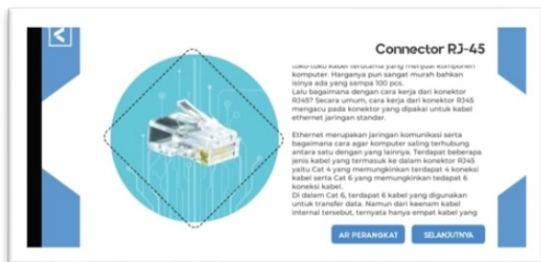 Connector RJ-45
toko-toko kabel terutama yang menjual komponen
komputer. Harganya pun sangat murah bahkan
isinya ada yang sampa 100 pcs.
Lalu bagaimana dengan cara kerja dari konektor
RJ45? Secara umum, cara kerja dari konektor RJ45
mengacu pada konektor yang dipakai untuk kabel
ethernet jaringan standar.
Ethernet merupakan jaringan komunikasi serta
bagaimana cara agar komputer saling terhubung
antara satu dengan yang lainnya. Terdapat beberapa
jenis kabel yang termasuk ke dalam konektor RJ45
yaitu Cat 4 yang memungkinkan terdapat 4 koneksi
kabel serta Cat 6 yang memungkinkan tedapat 6
koneksi kabel.
Di dalam Cat 6, terdapat 6 kabel yang digunakan
untuk transfer data. Namun dari keenam kabel
internal tersebut, ternyata hanya empat kabel yang
AR PERANGKAT
SELANJUTNYA